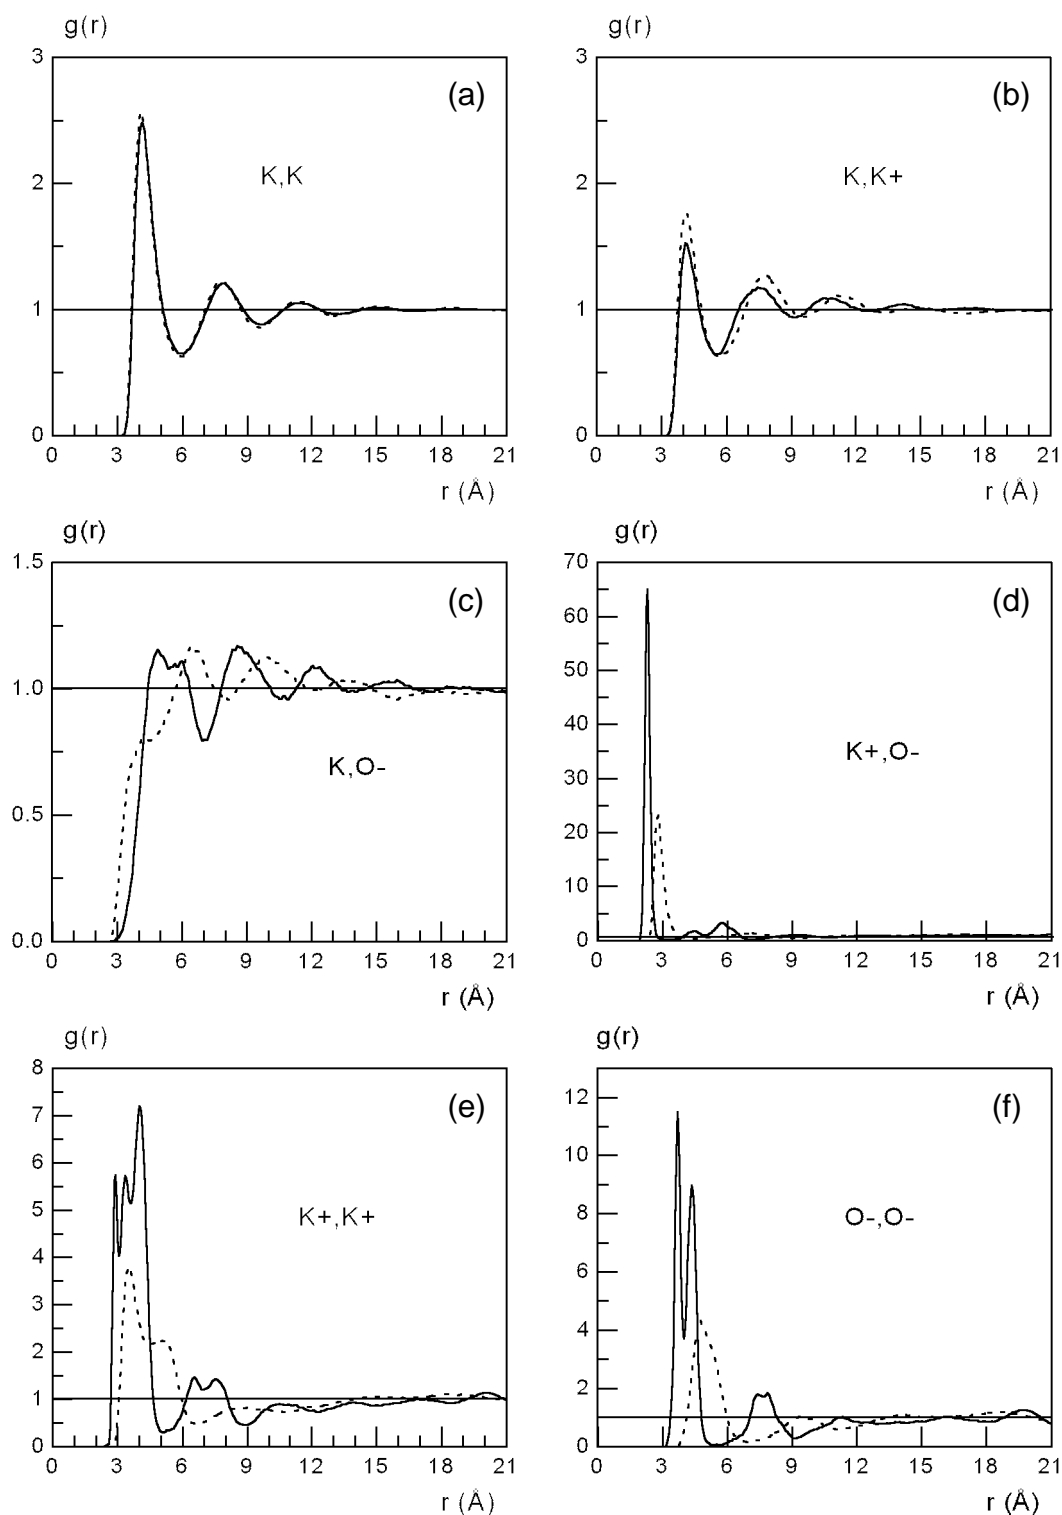 g(r)
3
2
1
0
(a)
K,K
0 3 6 9 12 15 18 21
r (Å)
g(r)
3
2
1
0
(b)
K,K+
0 3 6 9 12 15 18 21
r (Å)
g(r)
1.5
1.0
0.5
0.0
(c)
K,O-
0 3 6 9 12 15 18 21
r (Å)
g(r)
70
60
50
40
30
20
10
0
(d)
K+,O-
0 3 6 9 12 15 18 21
r (Å)
g(r)
8
7
6
5
4
3
2
1
0
(e)
K+,K+
0 3 6 9 12 15 18 21
r (Å)
g(r)
12
10
8
6
4
2
0
(f)
O-,O-
0 3 6 9 12 15 18 21
r (Å)